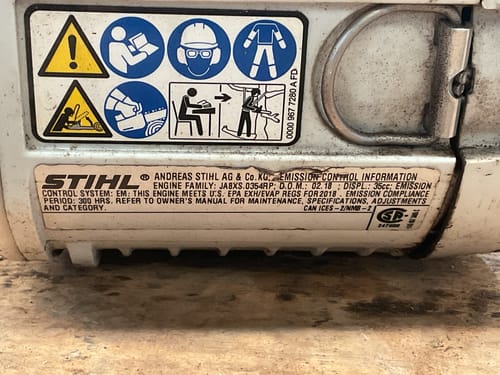 0000 967 7280 A FD
STIHL® ANDREAS STIHL AG & Co. KG, EMISSION CONTROL INFORMATION
ENGINE FAMILY: JA8XS.0354RP; D.O.M.: 02.18 ; DISPL.: 35cc; EMISSION
CONTROL SYSTEM: EM; THIS ENGINE MEETS U.S. EPA EXH/EVAP REGS FOR 2018 . EMISSION COMPLIANCE
PERIOD: 300 HRS. REFER TO OWNER'S MANUAL FOR MAINTENANCE, SPECIFICATIONS, ADJUSTMENTS
AND CATEGORY.
CAN ICES-2/NMB-2